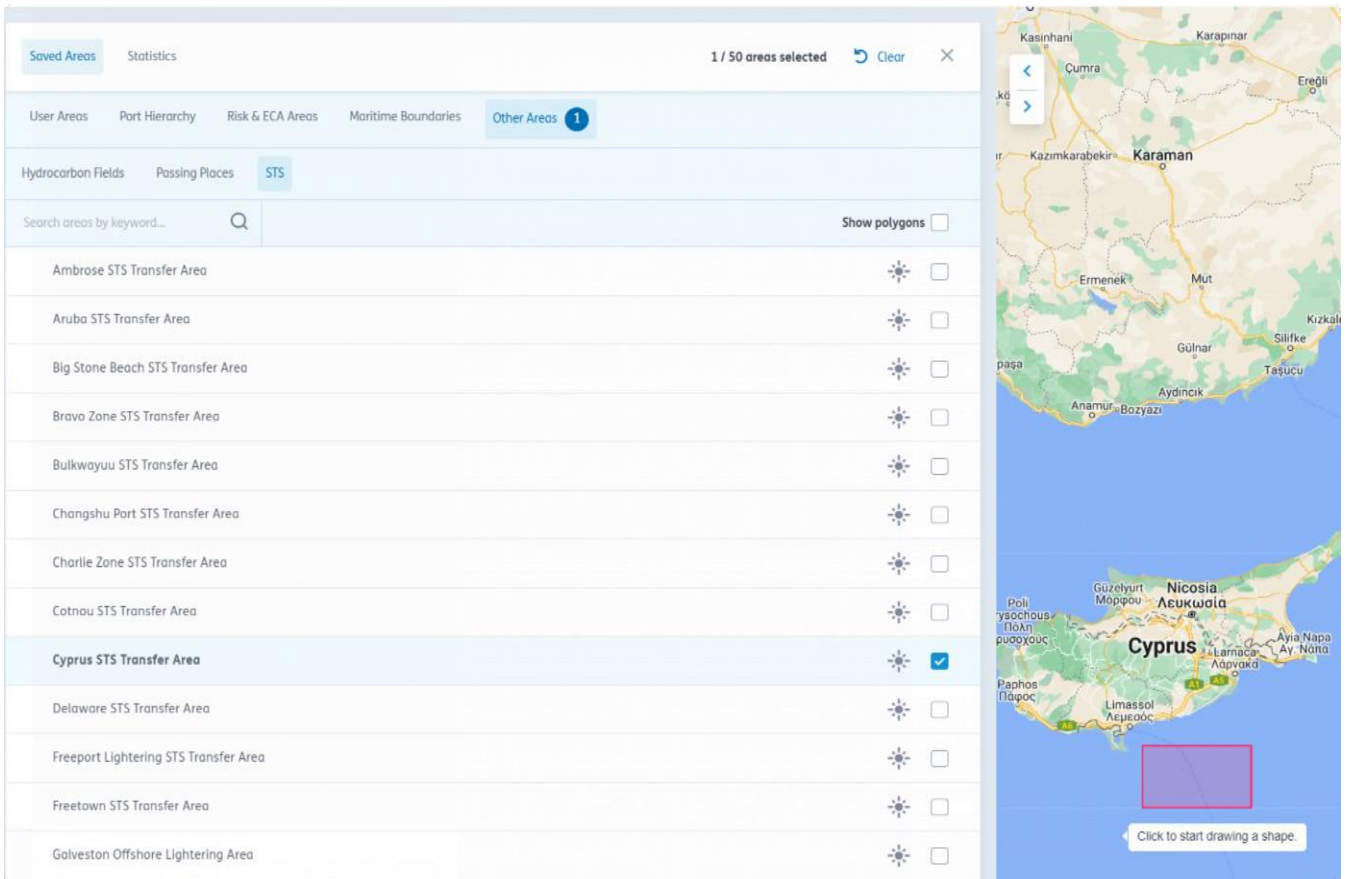 Saved Areas Statistics 1 / 50 areas selected Clear
User Areas Port Hierarchy Risk & ECA Areas Maritime Boundaries Other Areas 1
Hydrocarbon Fields Passing Places STS
Search areas by keyword... Show polygons
Ambrose STS Transfer Area
Aruba STS Transfer Area
Big Stone Beach STS Transfer Area
Bravo Zone STS Transfer Area
Bulkwayuu STS Transfer Area
Changshu Port STS Transfer Area
Charlie Zone STS Transfer Area
Cotnou STS Transfer Area
Cyprus STS Transfer Area
Delaware STS Transfer Area
Freeport Lightering STS Transfer Area
Freetown STS Transfer Area
Galveston Offshore Lightering Area
Kasınhanı
Karapınar
Çumra
Ereğli
Kazımkarabekir
Karaman
Ermenek
Mut
Silifke
Gülnar
Taşucu
paşa
Aydıncık
Anamur
Bozyazı
Güzelyurt
Μόρφου
Nicosia
Λευκωσία
Poli
rysochous
Πόλη
ρυσοχούς
Cyprus
Larnaca
Λάρνακα
Ayia Napa
Αγ. Νάπα
Paphos
Πάφος
A1
A5
Limassol
Λεμεσός
A6
Click to start drawing a shape.